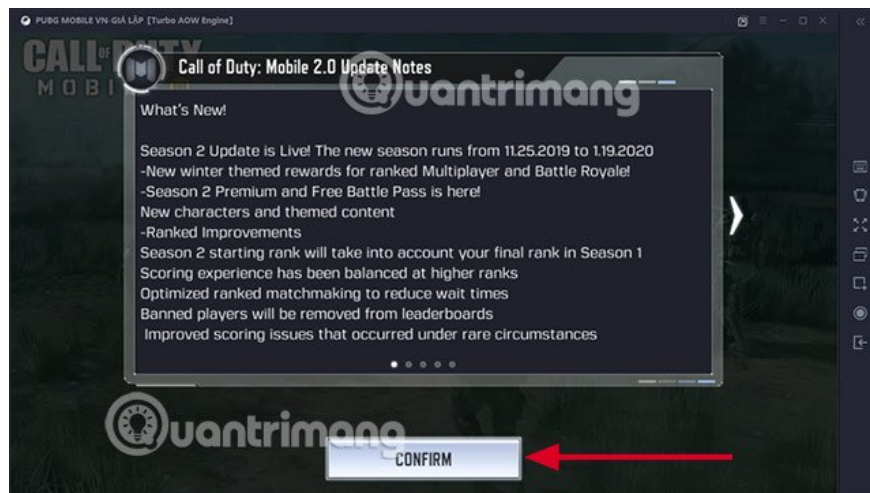 PUBG MOBILE VN-GIẢ LẬP [Turbo AOW Engine]
CALL OF DUTY
MOBI
Call of Duty: Mobile 2.0 Update Notes
Quantrimang
What's New!
Season 2 Update is Live! The new season runs from 11.25.2019 to 1.19.2020
-New winter themed rewards for ranked Multiplayer and Battle Royale!
-Season 2 Premium and Free Battle Pass is here!
New characters and themed content
-Ranked Improvements
Season 2 starting rank will take into account your final rank in Season 1
Scoring experience has been balanced at higher ranks
Optimized ranked matchmaking to reduce wait times
Banned players will be removed from leaderboards
Improved scoring issues that occurred under rare circumstances
Quantrimang
CONFIRM